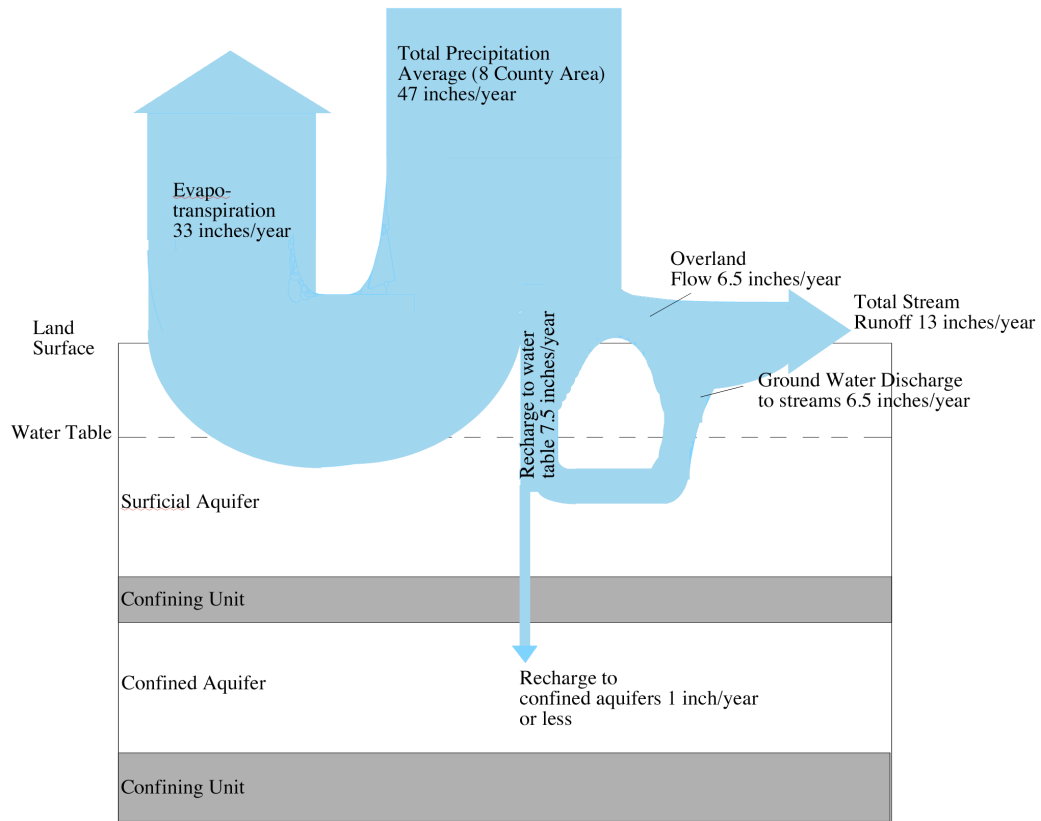 Total Precipitation
Average (8 County Area)
47 inches/year
Evapo-
transpiration
33 inches/year
Overland
Flow 6.5 inches/year
Total Stream
Runoff 13 inches/year
Land
Surface
Recharge to water
table 7.5 inches/year
Ground Water Discharge
to streams 6.5 inches/year
Water Table
Surficial Aquifer
Confining Unit
Confined Aquifer
Recharge to
confined aquifers 1 inch/year
or less
Confining Unit